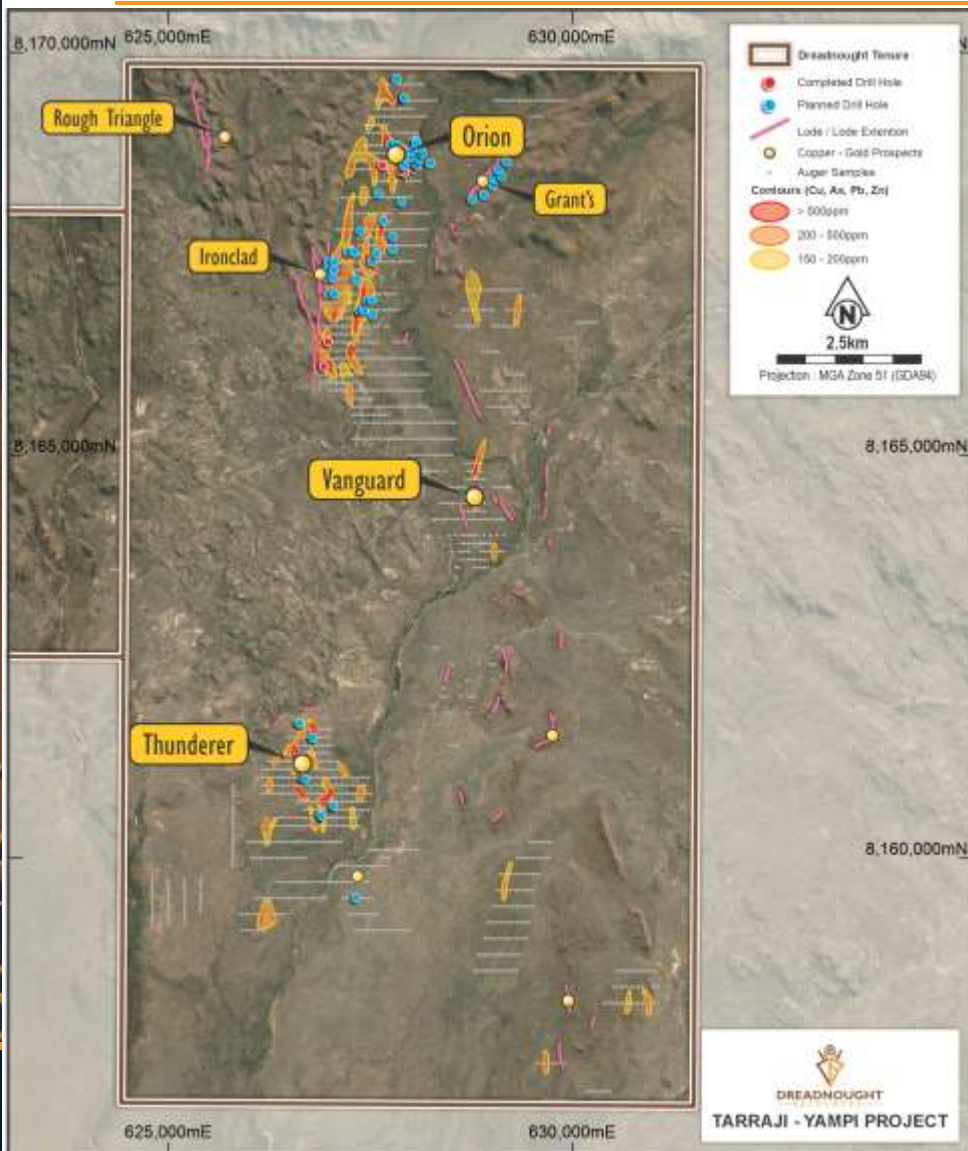 8,170,000mN
625,000mE
630,000mE
N
Rough Triangle
Orion
Grant's
Ironclad
Dreadnought Tenure
Completed Drill Hole
Planned Drill Hole
Lode / Lode Extention
Copper - Gold Prospects
Auger Samples
Contours (Cu, As, Pb, Zn)
> 500ppm
200 - 500ppm
150 - 200ppm
N
2.5km
Projection : MGA Zone 51 (GDA94)
8,165,000mN
8,165,000mN
Vanguard
Thunderer
8,160,000mN
625,000mE
630,000mE
DREADNOUGHT
TARRAJI - YAMPI PROJECT